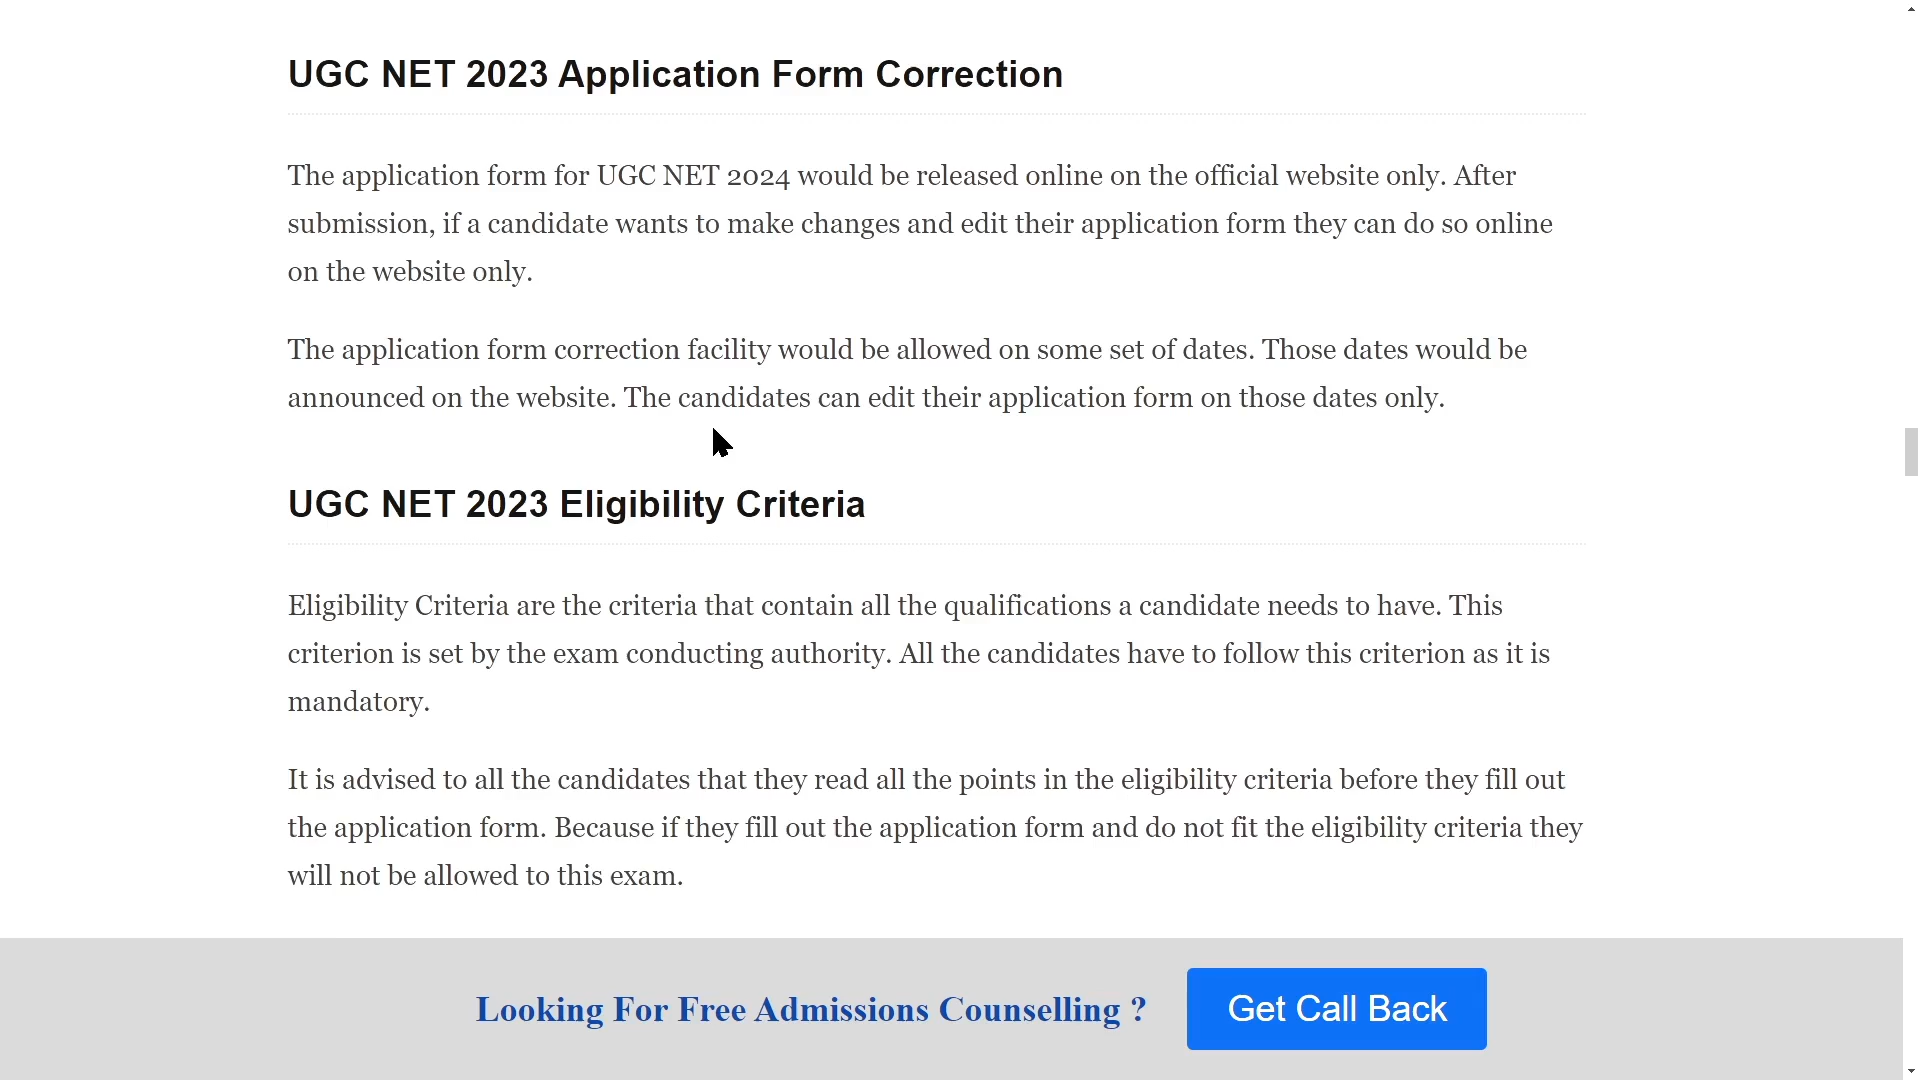 UGC NET 2023 Application Form Correction
The application form for UGC NET 2024 would be released online on the official website only. After
submission, if a candidate wants to make changes and edit their application form they can do so online
on the website only.
The application form correction facility would be allowed on some set of dates. Those dates would be
announced on the website. The candidates can edit their application form on those dates only.
UGC NET 2023 Eligibility Criteria
Eligibility Criteria are the criteria that contain all the qualifications a candidate needs to have. This
criterion is set by the exam conducting authority. All the candidates have to follow this criterion as it is
mandatory.
It is advised to all the candidates that they read all the points in the eligibility criteria before they fill out
the application form. Because if they fill out the application form and do not fit the eligibility criteria they
will not be allowed to this exam.
Looking For Free Admissions Counselling ?
Get Call Back